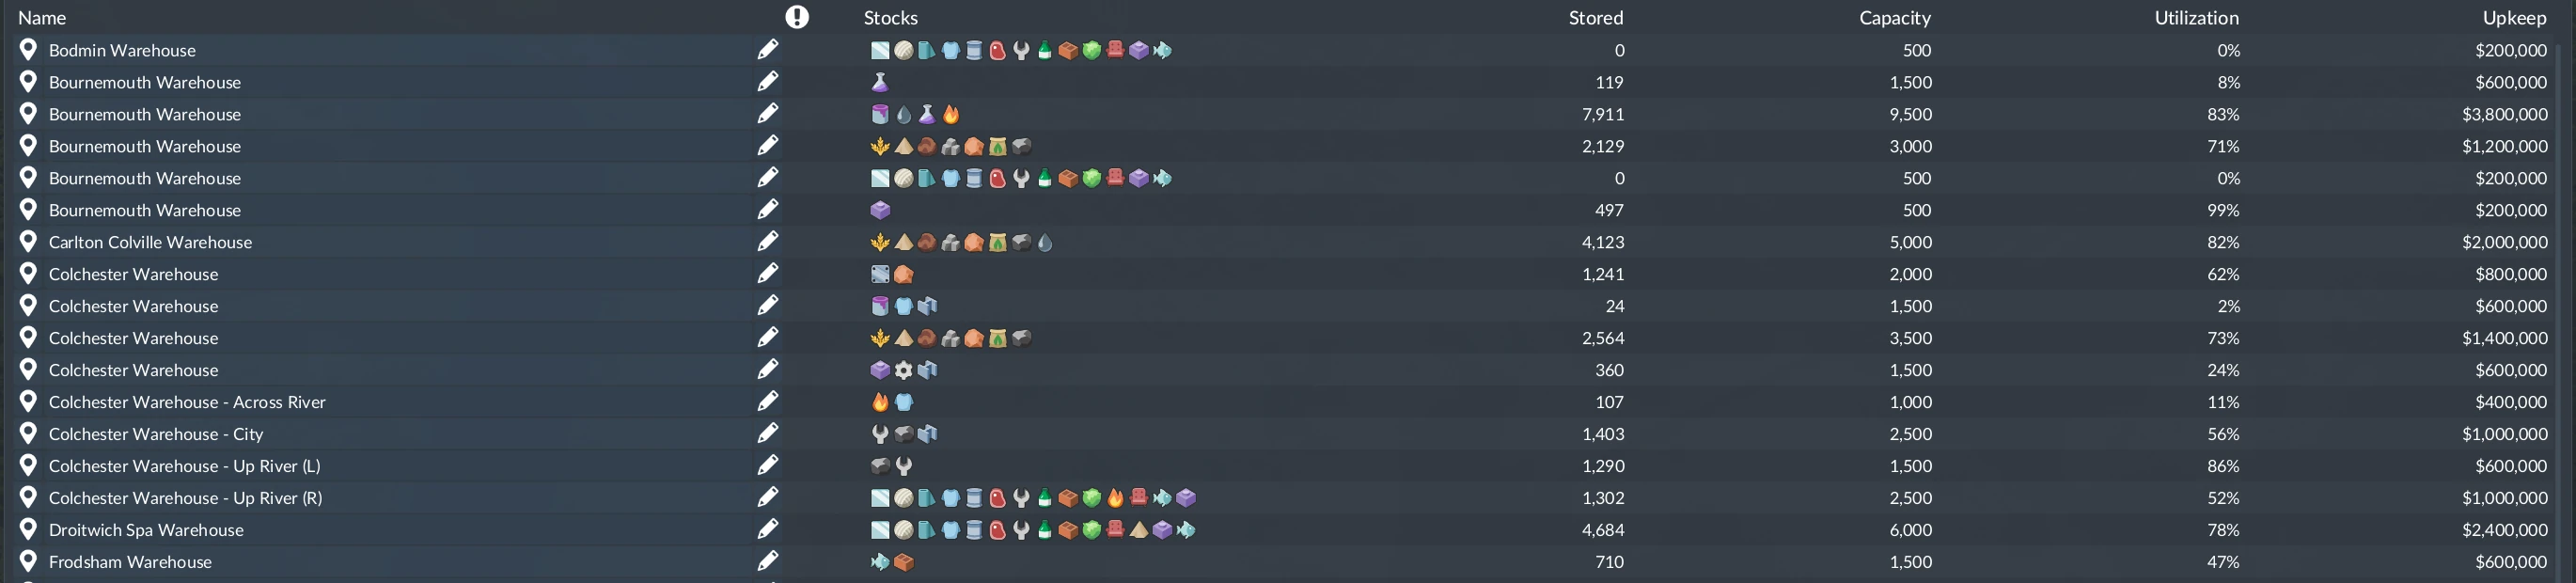 Name Stocks Stored Capacity Utilization Upkeep
Bodmin Warehouse 0 500 0% $200,000
Bournemouth Warehouse 119 1,500 8% $600,000
Bournemouth Warehouse 7,911 9,500 83% $3,800,000
Bournemouth Warehouse 2,129 3,000 71% $1,200,000
Bournemouth Warehouse 0 500 0% $200,000
Bournemouth Warehouse 497 500 99% $200,000
Carlton Colville Warehouse 4,123 5,000 82% $2,000,000
Colchester Warehouse 1,241 2,000 62% $800,000
Colchester Warehouse 24 1,500 2% $600,000
Colchester Warehouse 2,564 3,500 73% $1,400,000
Colchester Warehouse 360 1,500 24% $600,000
Colchester Warehouse - Across River 107 1,000 11% $400,000
Colchester Warehouse - City 1,403 2,500 56% $1,000,000
Colchester Warehouse - Up River (L) 1,290 1,500 86% $600,000
Colchester Warehouse - Up River (R) 1,302 2,500 52% $1,000,000
Droitwich Spa Warehouse 4,684 6,000 78% $2,400,000
Frodsham Warehouse 710 1,500 47% $600,000